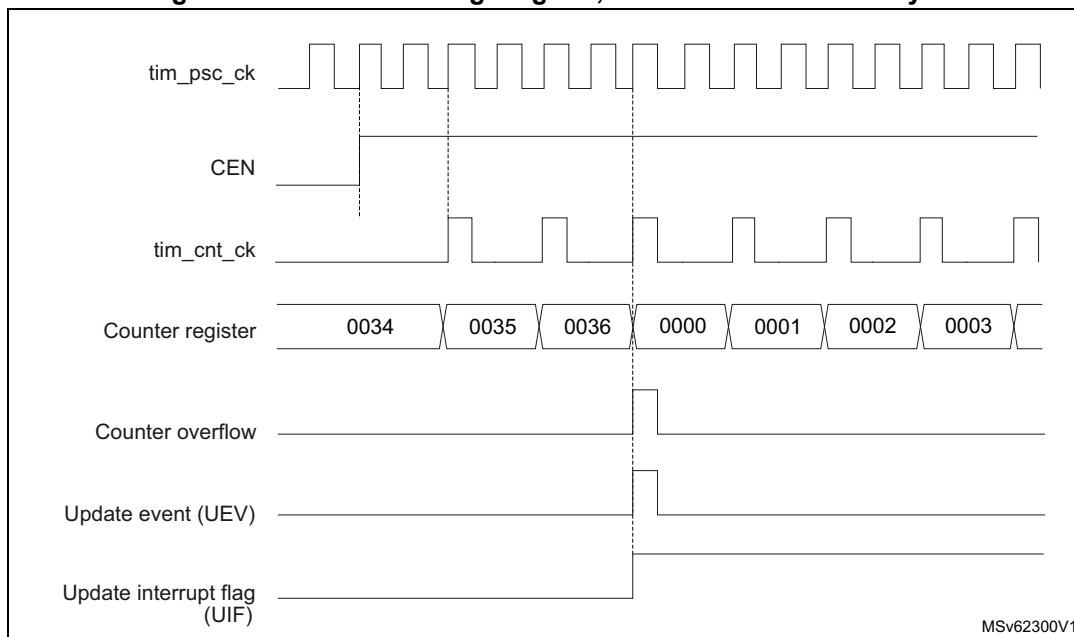 tim_psc_ck
CEN
tim_cnt_ck
Counter register
0034
0035
0036
0000
0001
0002
0003
Counter overflow
Update event (UEV)
Update interrupt flag
(UIF)
MSv62300V1